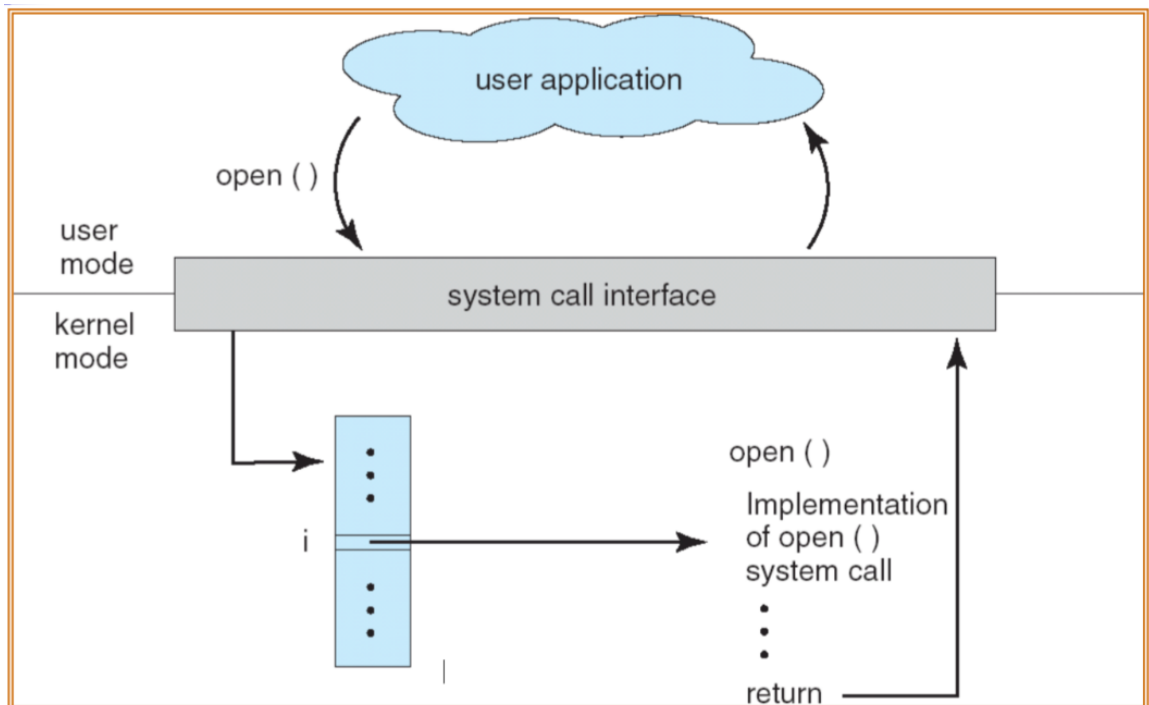 user application
open ( )
user
mode
system call interface
kernel
mode
open ( )
Implementation
of open ( )
system call
i
return